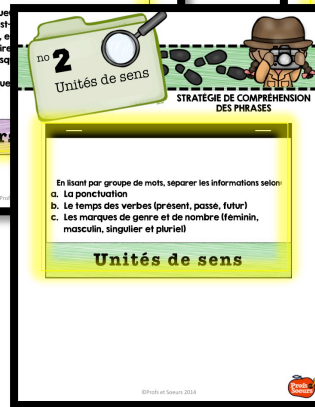 no 2
Unités de sens
STRATÉGIE DE COMPRÉHENSION
DES PHRASES
En lisant par groupe de mots, séparer les informations selon:
a. La ponctuation
b. Le temps des verbes (présent, passé, futur)
c. Les marques de genre et de nombre (féminin,
masculin, singulier et pluriel)
Unités de sens
©Profs et Soeurs 2014
Profs
Soeurs